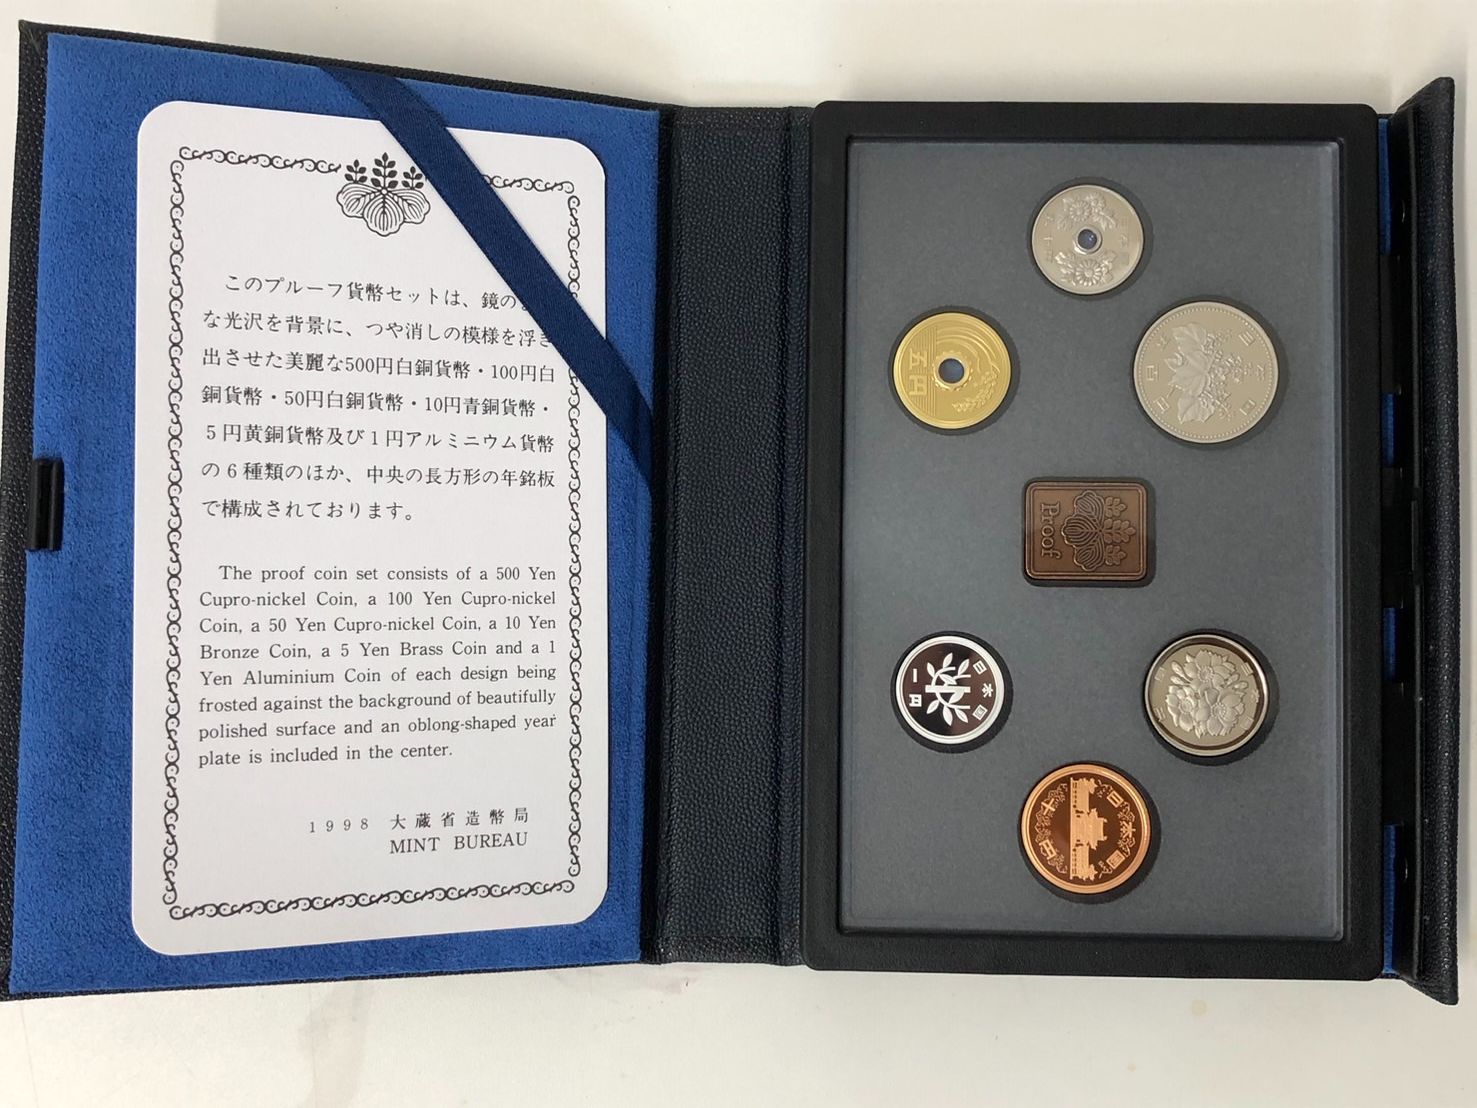 このプルーフ貨幣セットは、鏡の
な光沢を背景に、つや消しの模様を浮き
出させた美麗な500円白銅貨幣・100円白
銅貨幣・50円白銅貨幣・10円青銅貨幣・
5円黄銅貨幣及び1円アルミニウム貨幣
の6種類のほか、中央の長方形の年銘板
で構成されております。
The proof coin set consists of a 500 Yen
Cupro-nickel Coin, a 100 Yen Cupro-nickel
Coin, a 50 Yen Cupro-nickel Coin, a 10 Yen
Bronze Coin, a 5 Yen Brass Coin and a 1
Yen Aluminium Coin of each design being
frosted against the background of beautifully
polished surface and an oblong-shaped year
plate is included in the center.
1998 大蔵省造幣局
MINT BUREAU
五円
日本国
Proof
日本国
一円
日本国
十円